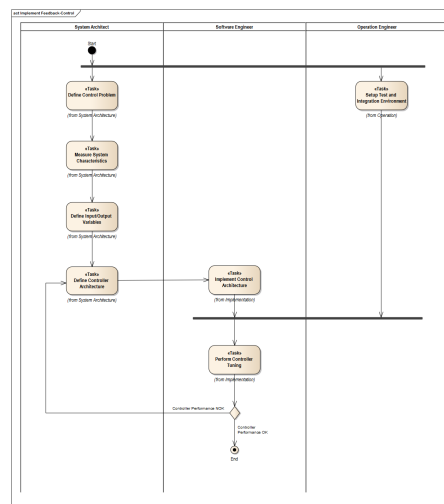 act Implement Feedback-Control
System Architect
Software Engineer
Operation Engineer
Start
«Task»
Define Control Problem
(from System Architecture)
«Task»
Setup Test and
Integration Environment
(from Operation)
«Task»
Measure System
Characteristics
(from System Architecture)
«Task»
Define Input/Output
Variables
(from System Architecture)
«Task»
Define Controller
Architecture
(from System Architecture)
«Task»
Implement Control
Architecture
(from Implementation)
«Task»
Perform Controller
Tuning
(from Implementation)
Controller Performance NOK
Controller
Performance OK
End